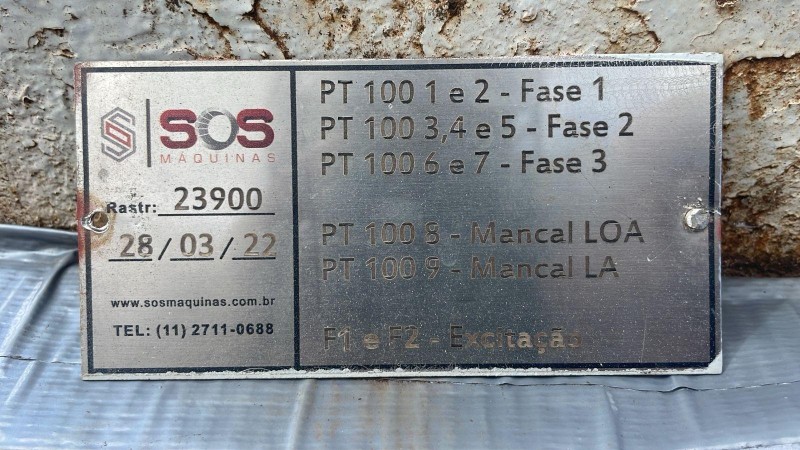 SOS
MÁQUINAS
Rastr: 23900
28/03/22
www.sosmaquinas.com.br
TEL: (11) 2711-0688
PT 100 1 e 2 - Fase 1
PT 100 3,4 e 5 - Fase 2
PT 100 6 e 7 - Fase 3
PT 100 8 - Mancal LOA
PT 100 9 - Mancal LA
F1 e F2 - Excitação